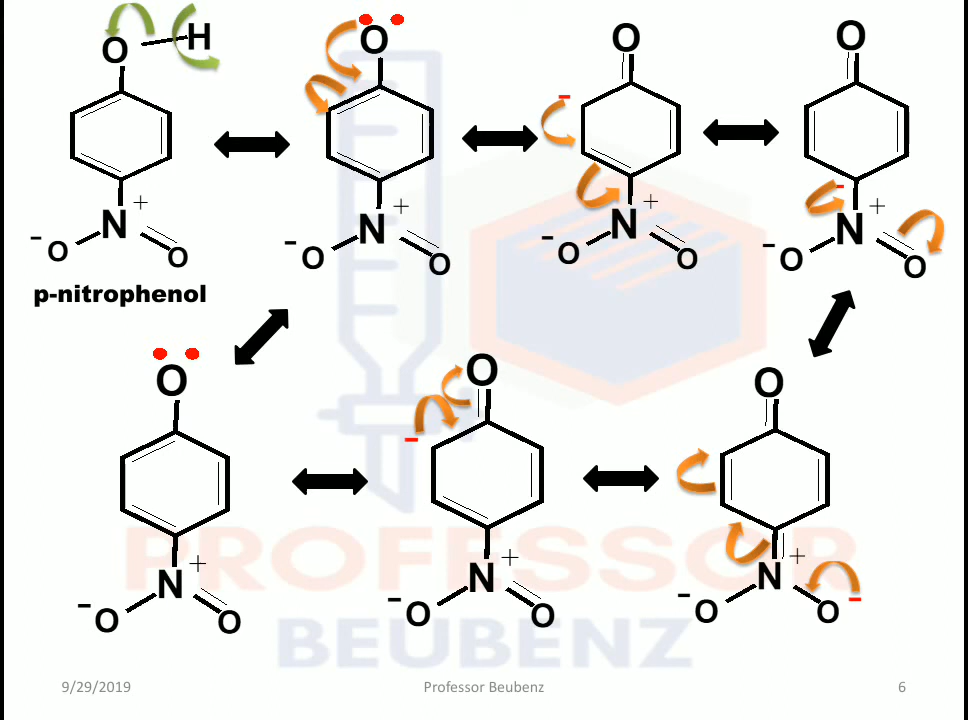 O H O O O
N + N + N + N +
- O O - O O - O O - O O
p-nitrophenol
O O O
N + N + N +
- O O - O O - O O -
PROFESSOR
BEUBENZ
9/29/2019 Professor Beubenz 6